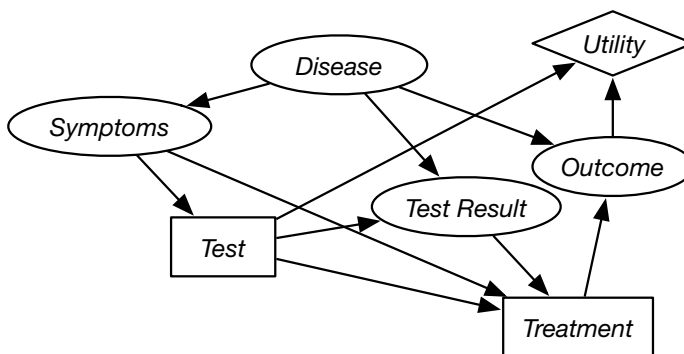 Utility
Disease
Symptoms
Outcome
Test Result
Test
Treatment